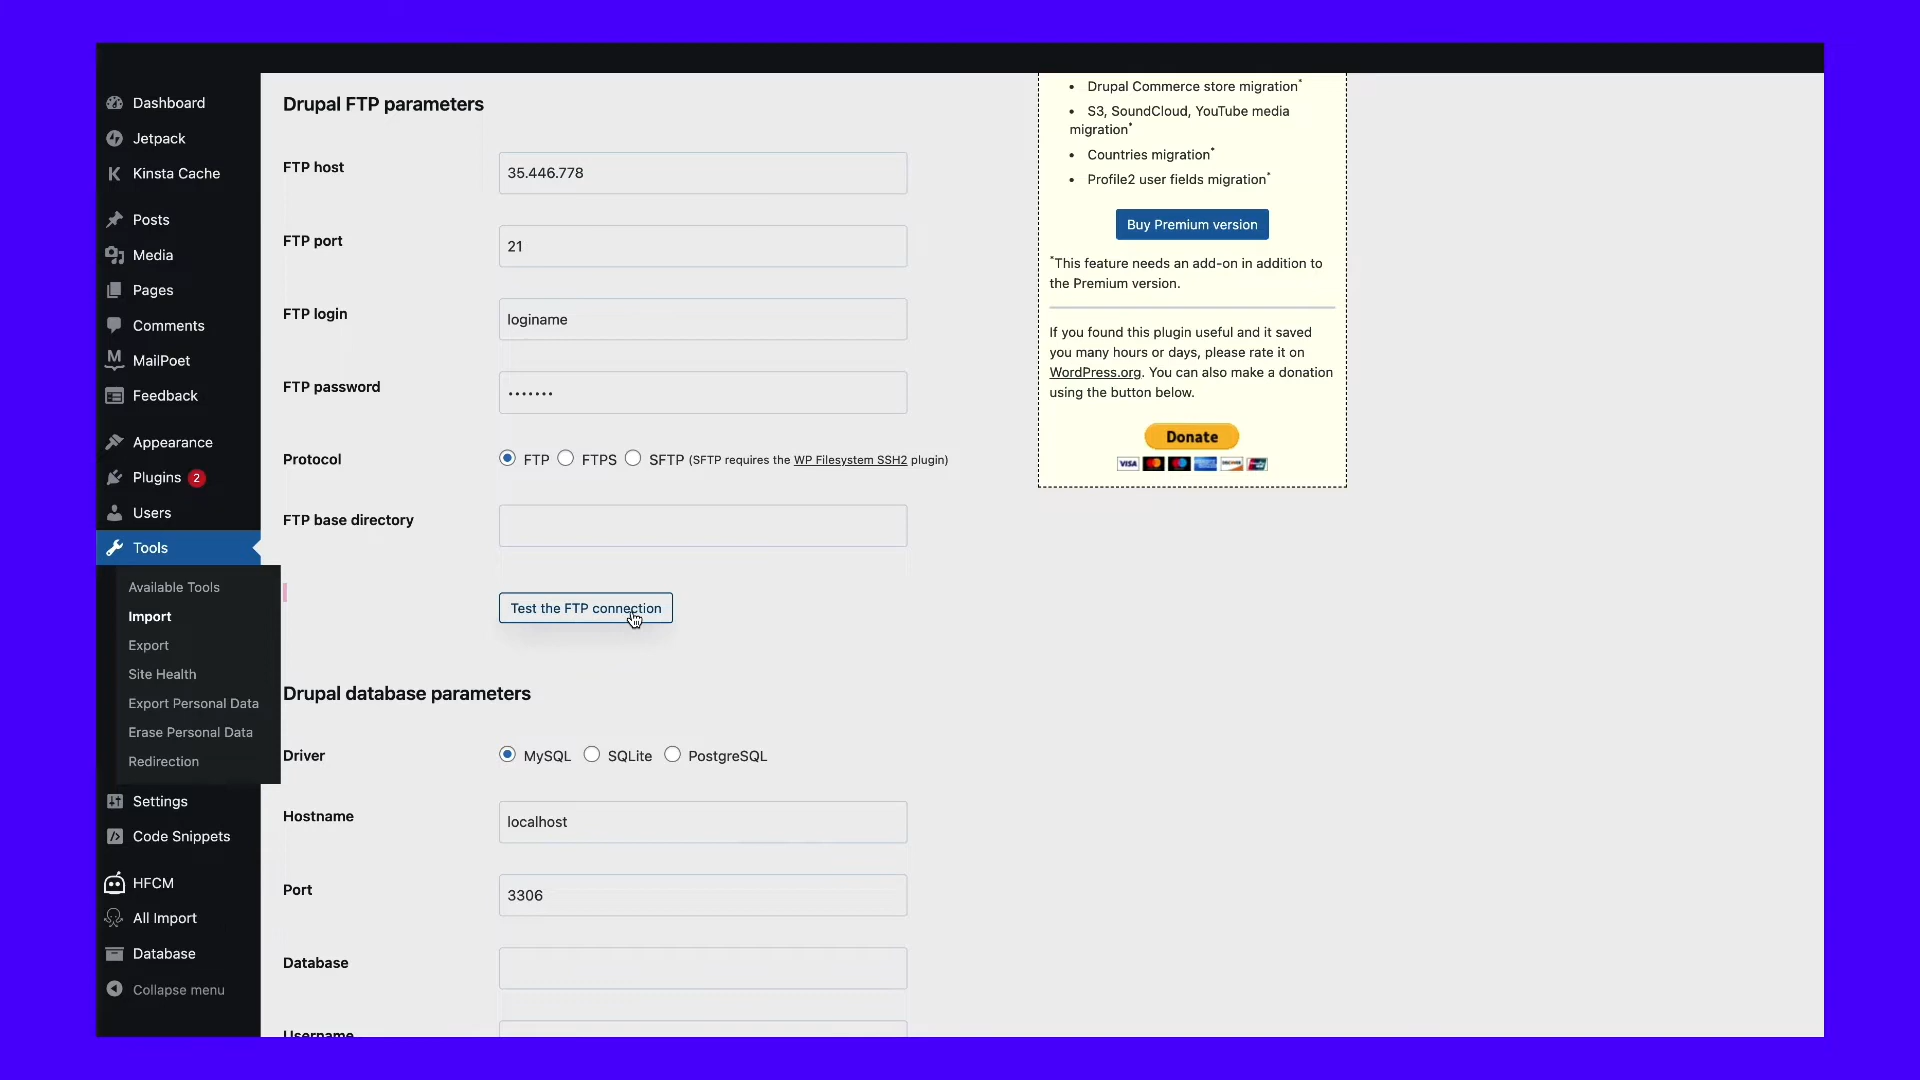 Dashboard
Jetpack
Kinsta Cache
Posts
Media
Pages
Comments
MailPoet
Feedback
Appearance
Plugins 2
Users
Tools
Available Tools
Import
Export
Site Health
Export Personal Data
Erase Personal Data
Redirection
Settings
Code Snippets
HFCM
All Import
Database
Collapse menu
Drupal FTP parameters
FTP host
35.446.778
FTP port
21
FTP login
loginame
FTP password
•••••••
Protocol
FTP FTPS SFTP (SFTP requires the WP Filesystem SSH2 plugin)
FTP base directory
Test the FTP connection
Drupal database parameters
Driver
MySQL SQLite PostgreSQL
Hostname
localhost
Port
3306
Database
Username
• Drupal Commerce store migration*
• S3, SoundCloud, YouTube media
migration*
• Countries migration*
• Profile2 user fields migration*
Buy Premium version
*This feature needs an add-on in addition to
the Premium version.
If you found this plugin useful and it saved
you many hours or days, please rate it on
WordPress.org. You can also make a donation
using the button below.
Donate
VISA